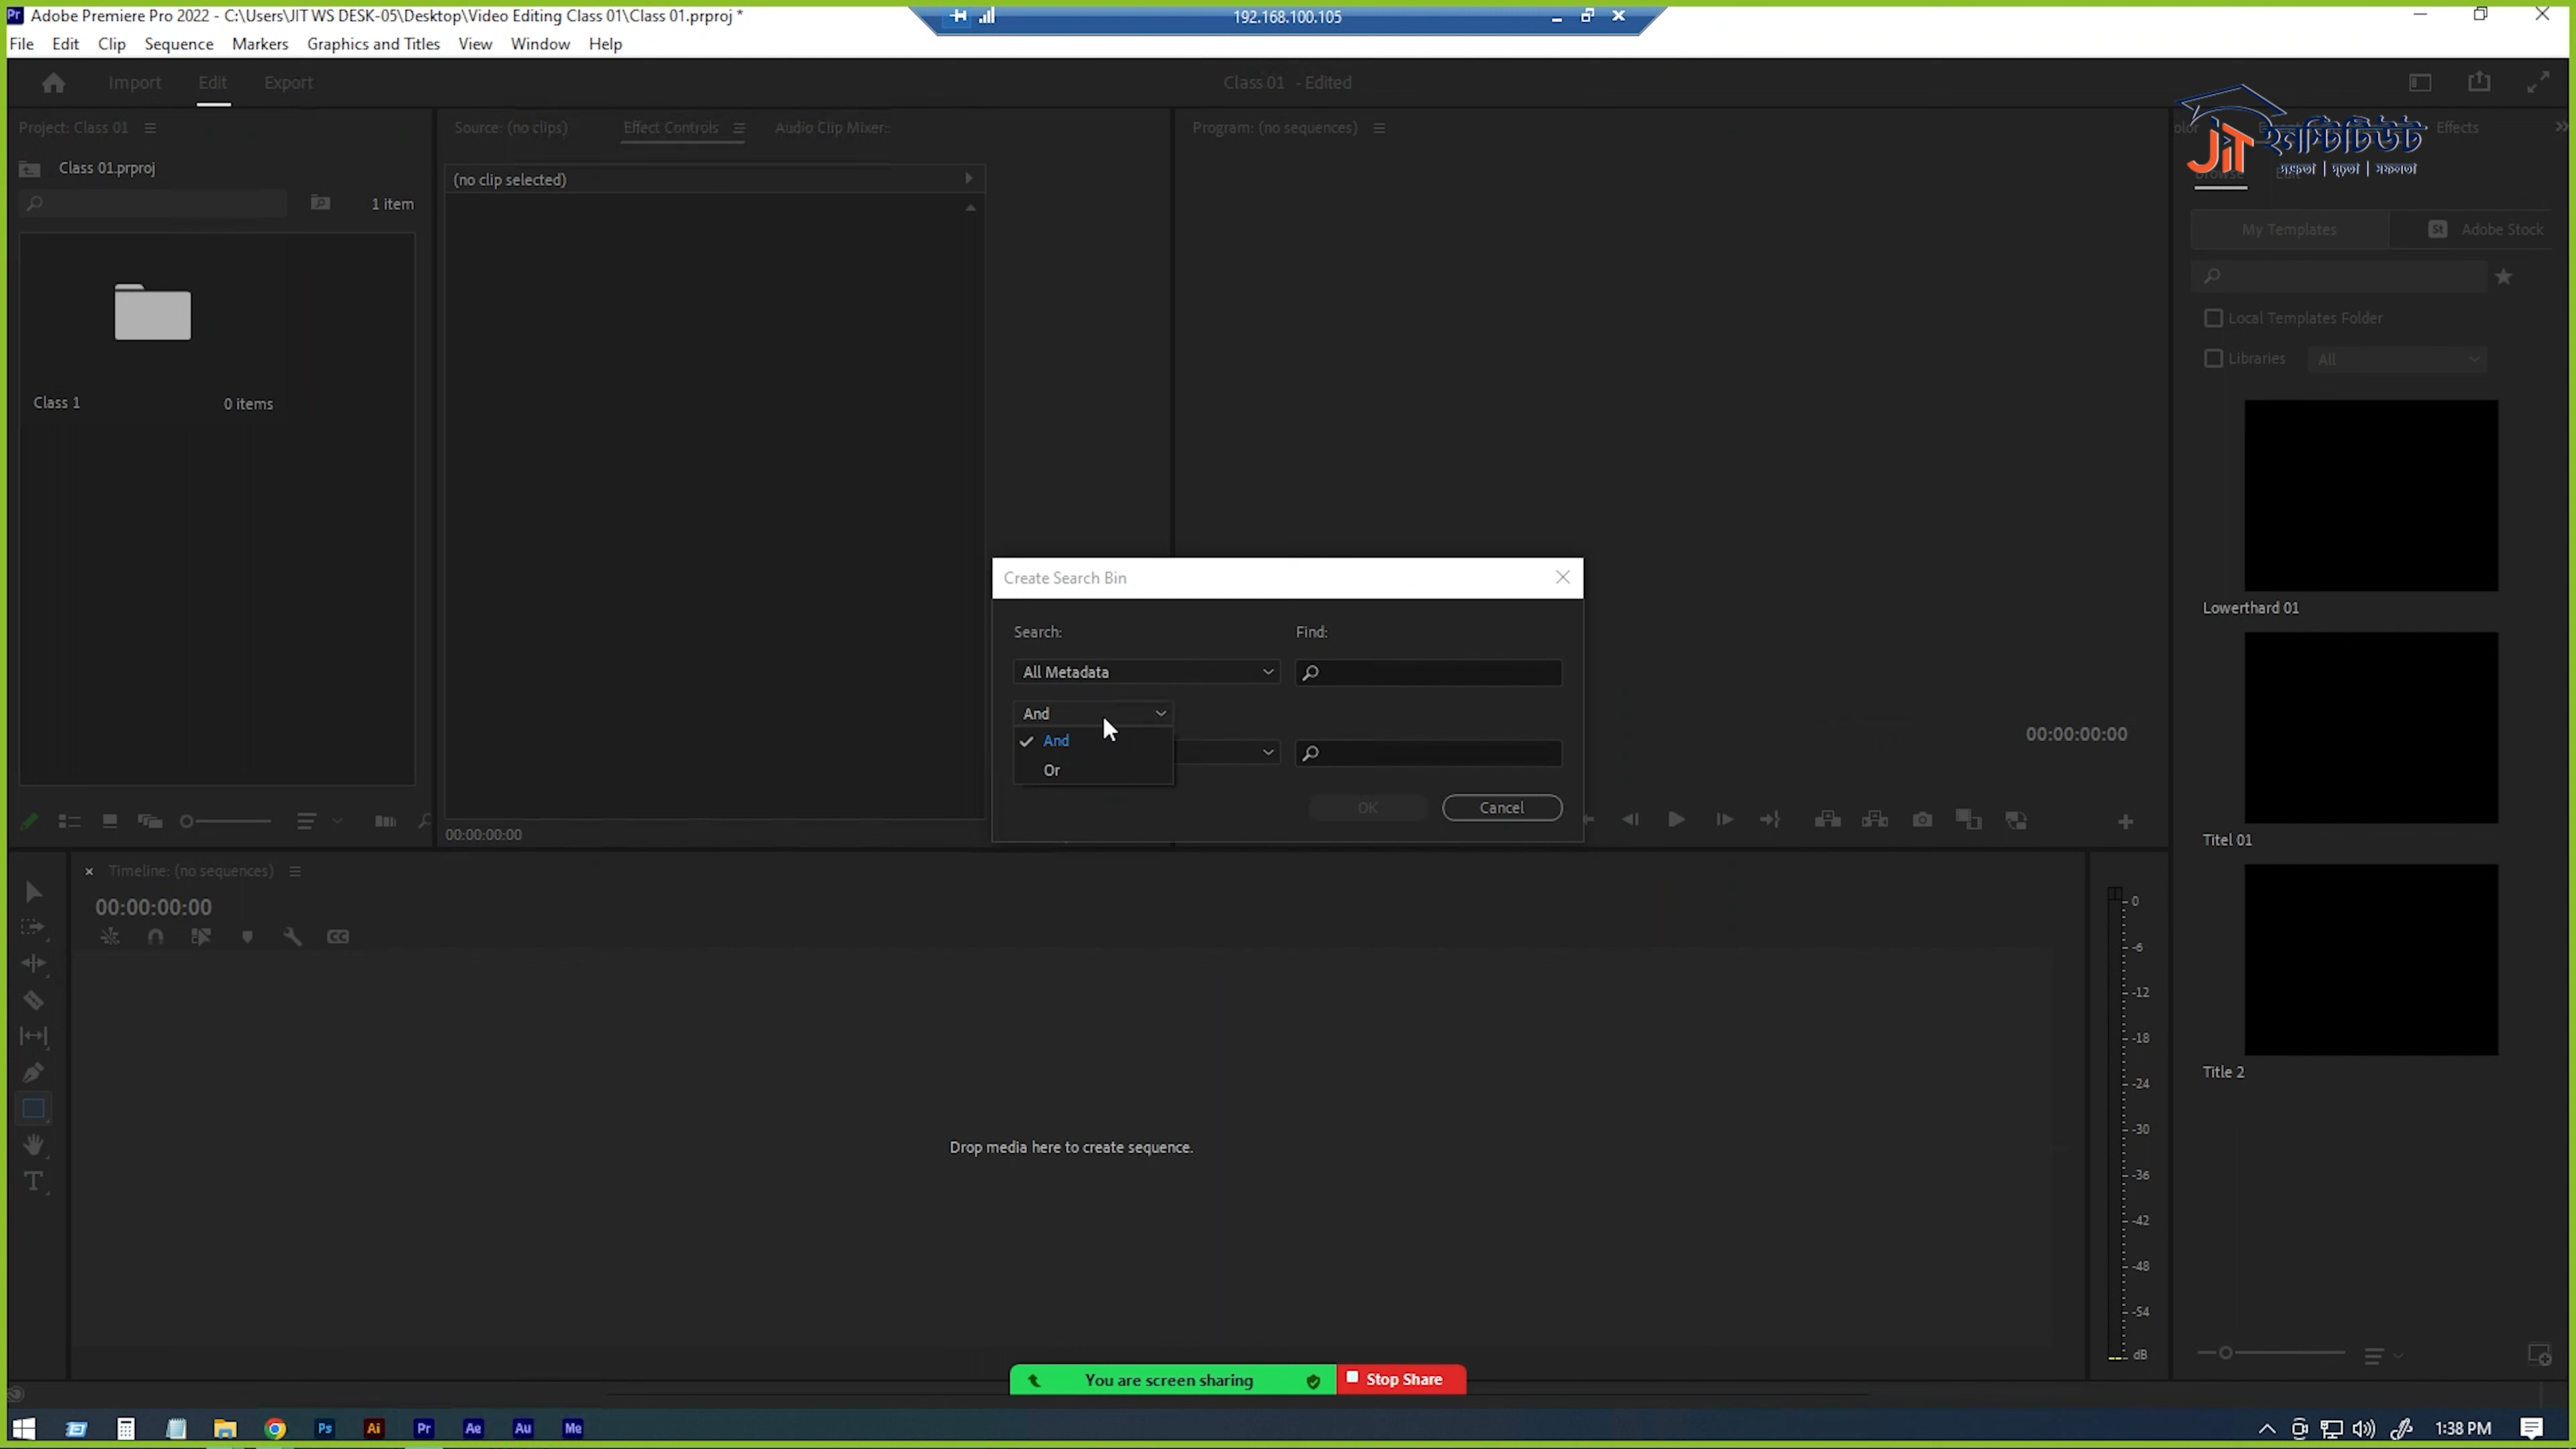 Adobe Premiere Pro 2022 - C:\Users\JIT WS DESK-05\Desktop\Video Editing Class 01\Class 01.prproj *
192.168.100.105
File Edit Clip Sequence Markers Graphics and Titles View Window Help
Import Edit Export
Class 01 - Edited
Project: Class 01
Source: (no clips) Effect Controls Audio Clip Mixer:
Program: (no sequences)
Effects
JiT ইনস্টিটিউট
Class 01.prproj
(no clip selected)
1 item
My Templates
St Adobe Stock
Local Templates Folder
Libraries All
Class 1 0 items
Lowerthard 01
Create Search Bin
Search: Find:
All Metadata
And
And
Or
OK Cancel
00:00:00:00
00:00:00:00
Titel 01
Timeline: (no sequences)
00:00:00:00
CC
0
-6
-12
-18
-24
-30
-36
-42
-48
-54
dB
Title 2
Drop media here to create sequence.
You are screen sharing Stop Share
Ps Ai Pr Ae Au Me
1:38 PM